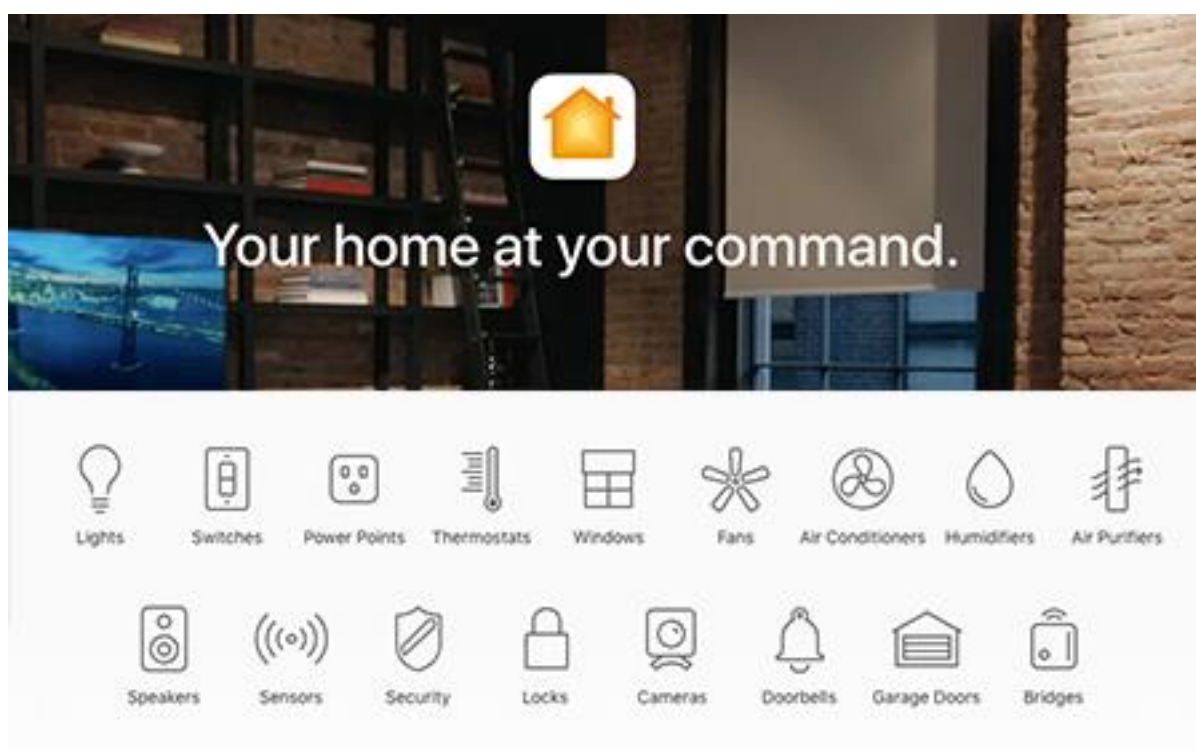 Your home at your command.
Lights Switches Power Points Thermostats Windows Fans Air Conditioners Humidifiers Air Purifiers
Speakers Sensors Security Locks Cameras Doorbells Garage Doors Bridges